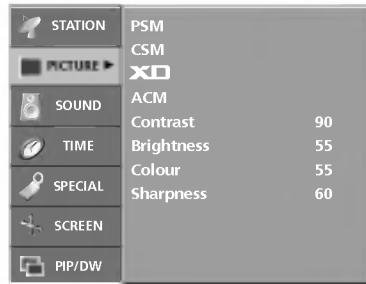 STATION
PICTURE ▶
SOUND
TIME
SPECIAL
SCREEN
PIP/DW
PSM
CSM
XD
ACM
Contrast 90
Brightness 55
Colour 55
Sharpness 60